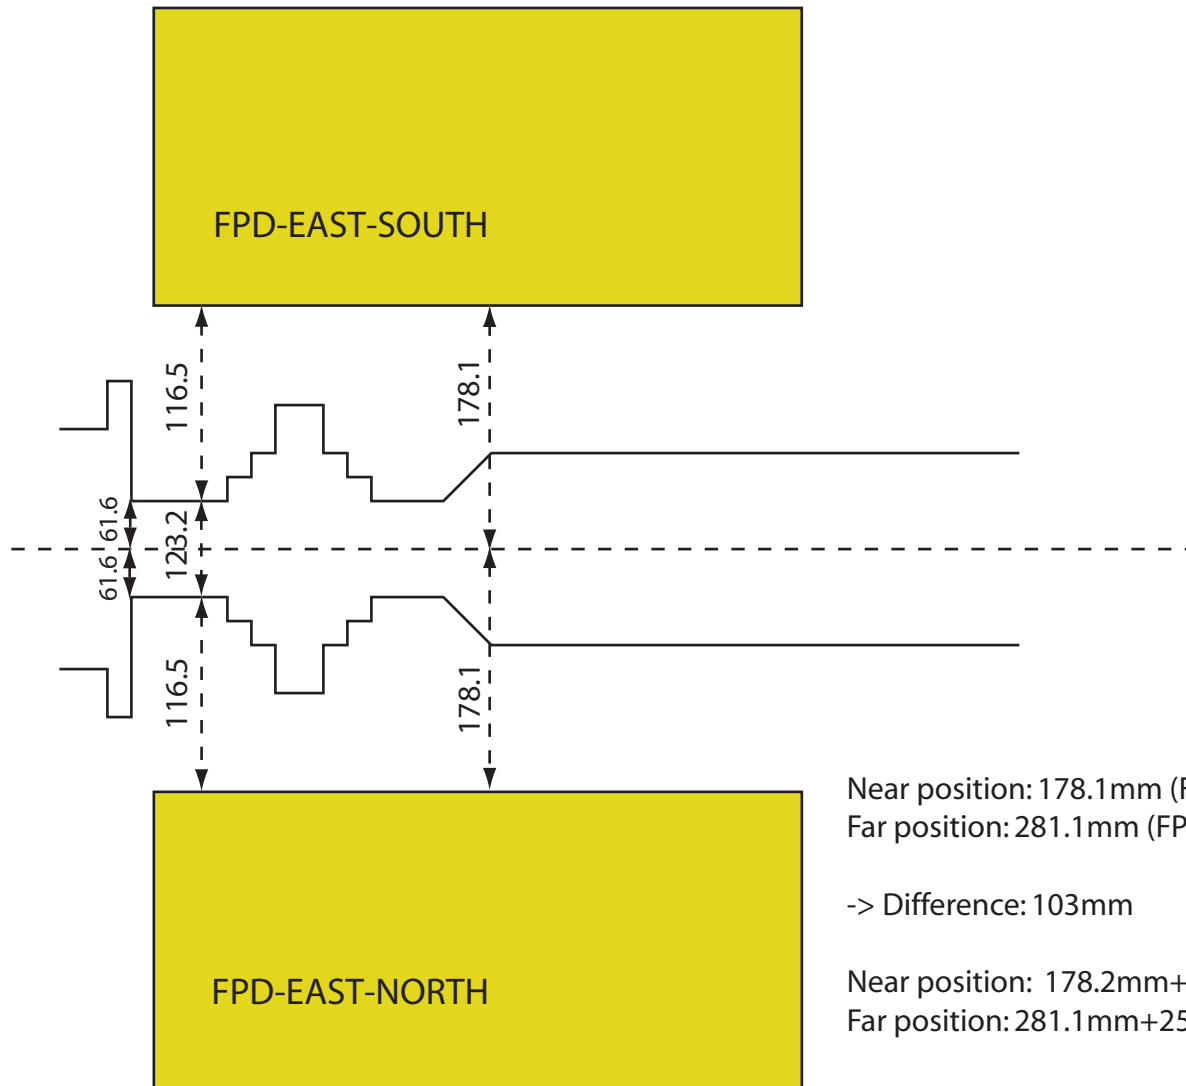 FPD-EAST-SOUTH
116.5
178.1
61.6
123.2
61.6
116.5
178.1
Near position: 178.1mm (F
Far position: 281.1mm (FP
-> Difference: 103mm
Near position: 178.2mm+
Far position: 281.1mm+25
FPD-EAST-NORTH